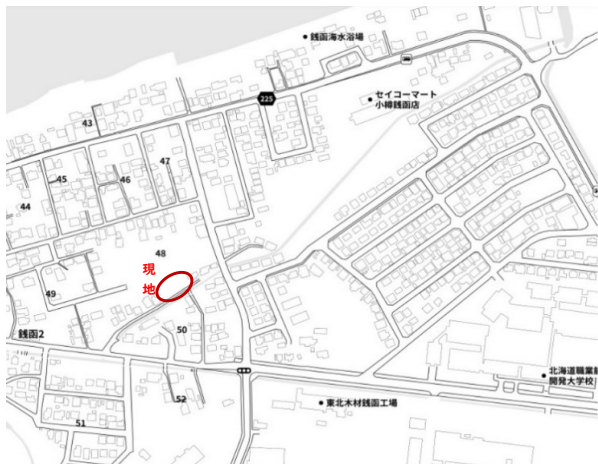 銭函海水浴場
225
セイコーマート
小樽銭函店
43
47
45
46
44
48
現
地
49
50
銭函2
北海道職業能
開発大学校
52
東北木材銭函工場
51